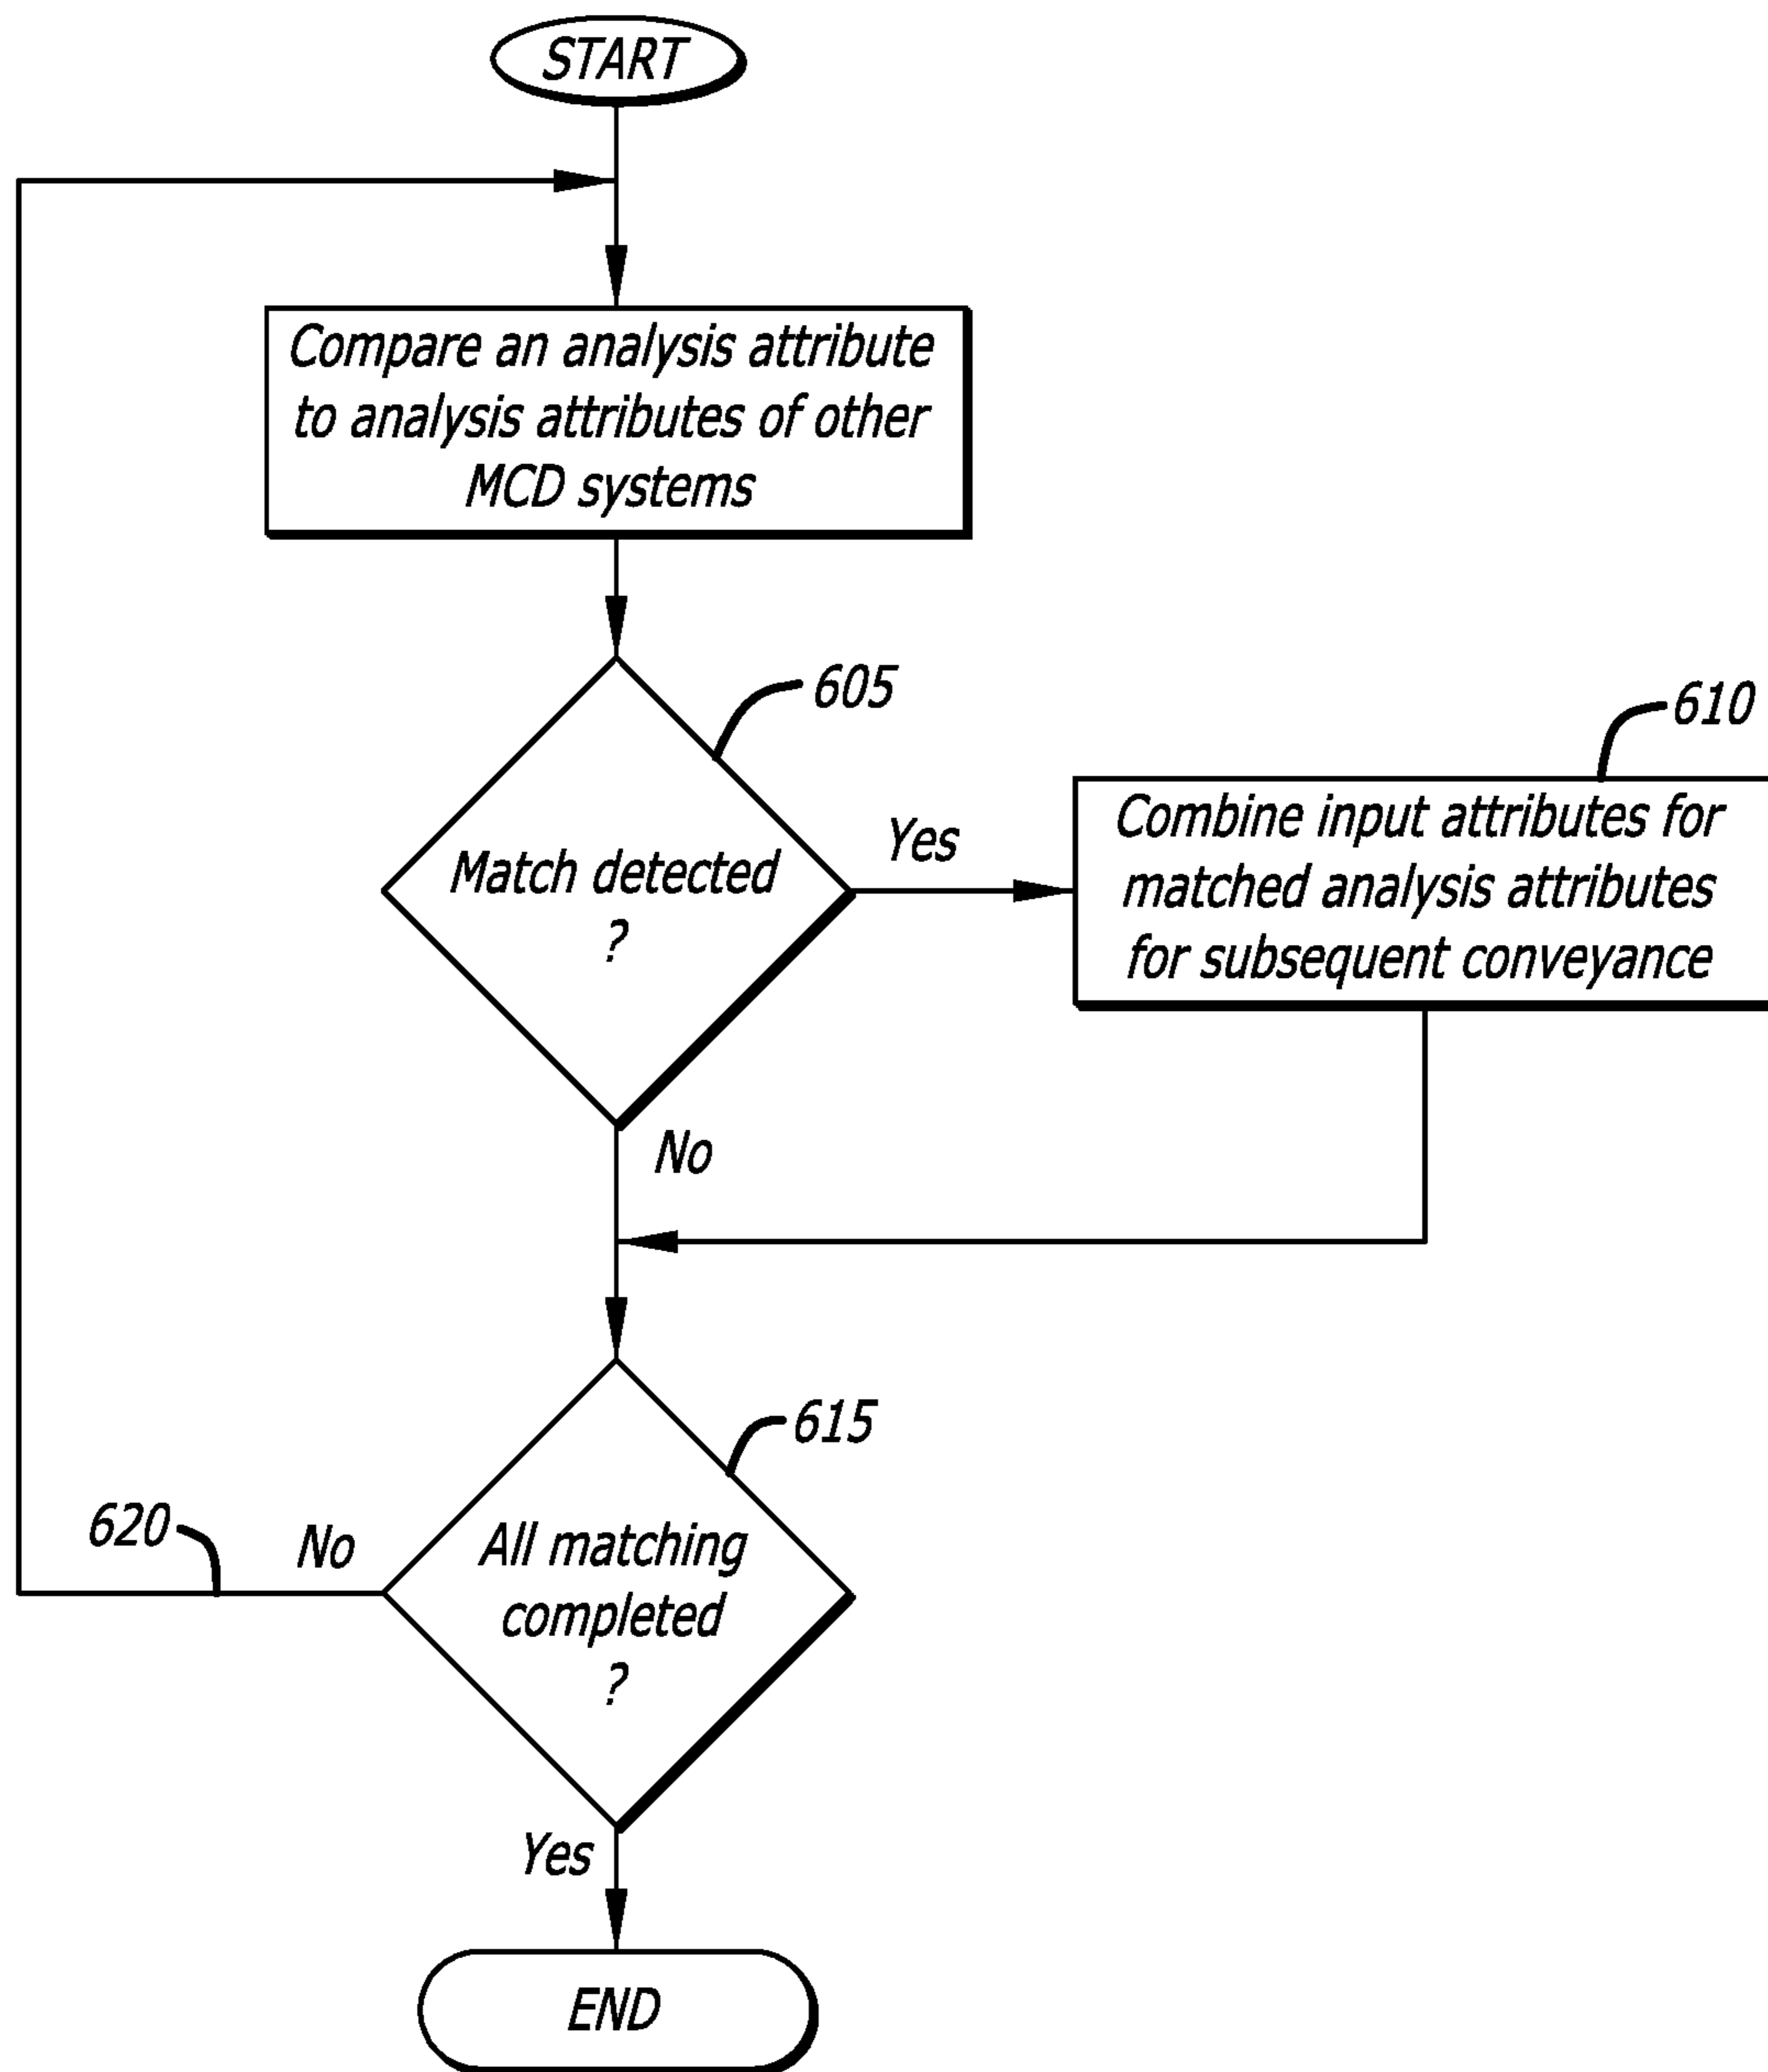 START
Compare an analysis attribute
to analysis attributes of other
MCD systems
605
Match detected
?
Yes
610
Combine input attributes for
matched analysis attributes
for subsequent conveyance
No
615
All matching
completed
?
620
No
Yes
END